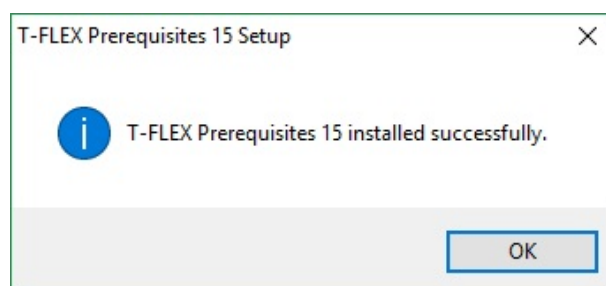 T-FLEX Prerequisites 15 Setup
T-FLEX Prerequisites 15 installed successfully.
OK